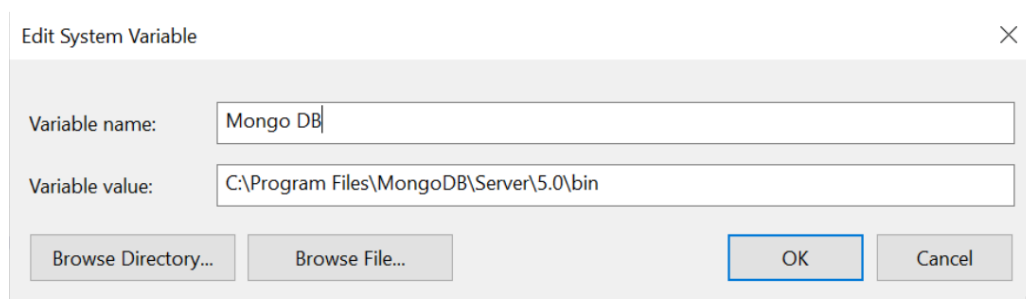 Edit System Variable
Variable name: Mongo DB
Variable value: C:\Program Files\MongoDB\Server\5.0\bin
Browse Directory... Browse File... OK Cancel